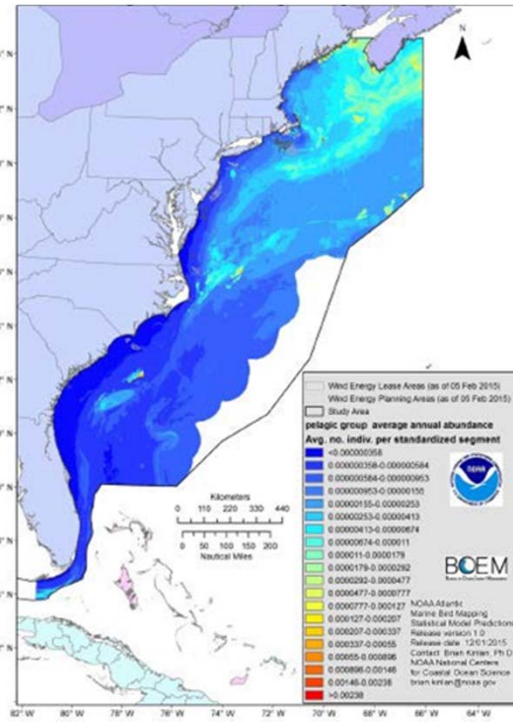 N
° N
° N
° N
° N
° N
° N
° N
° N
° N
° N
° N
° N
Wind Energy Lease Areas (as of 05 Feb 2015)
Wind Energy Planning Areas (as of 05 Feb 2015)
Study Area
pelagic group average annual abundance
Avg. no. indiv. per standardized segment
<0.000000358
0.000000358-0.000000584
0.000000584-0.000000953
0.000000953-0.00000155
0.00000155-0.00000253
0.00000253-0.00000413
0.00000413-0.00000674
0.00000674-0.000011
0.000011-0.0000179
0.0000179-0.0000292
0.0000292-0.0000477
0.0000477-0.0000777
0.0000777-0.000127
0.000127-0.000207
0.000207-0.000337
0.000337-0.00055
0.00055-0.000896
0.000896-0.00146
0.00146-0.00238
>0.00238
NOAA
BOEM
Bureau of Ocean Energy Management
NOAA Atlantic
Marine Bird Mapping
Statistical Model Predictions
Release version 1.0
Release date: 12/01/2015
Contact: Brian Kinlan, Ph D
NOAA National Centers
for Coastal Ocean Science
brian.kinlan@noaa.gov
Kilometers
0 110 220 330 440
0 50 100 150 200
Nautical Miles
82° W 80° W 78° W 76° W 74° W 72° W 70° W 68° W 66° W